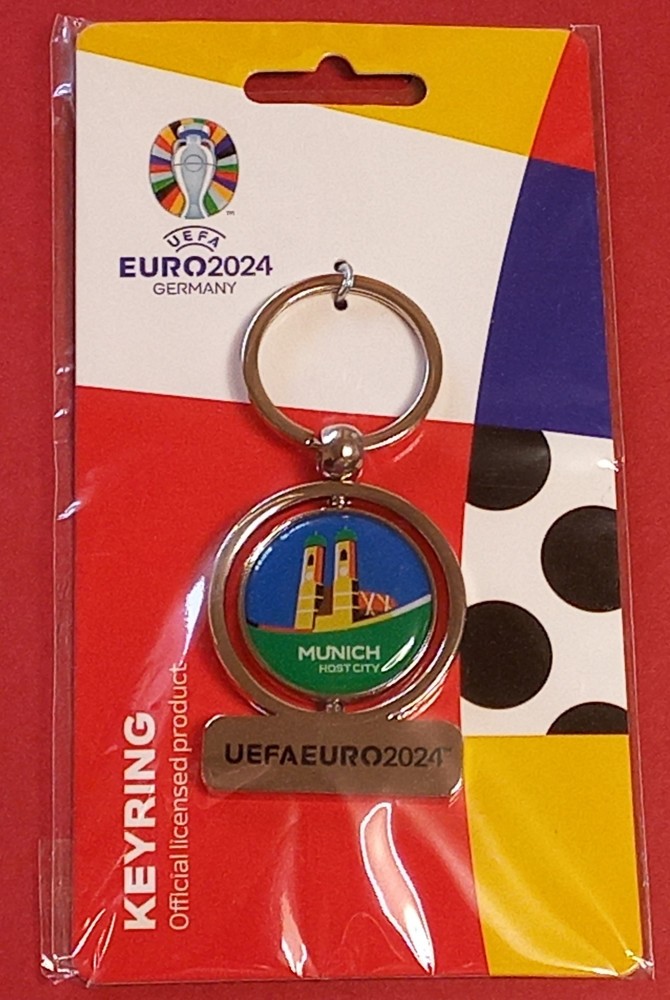 UEFA
EURO2024
GERMANY
MUNICH
HOST CITY
UEFAEURO2024™
KEYRING
Official licensed product